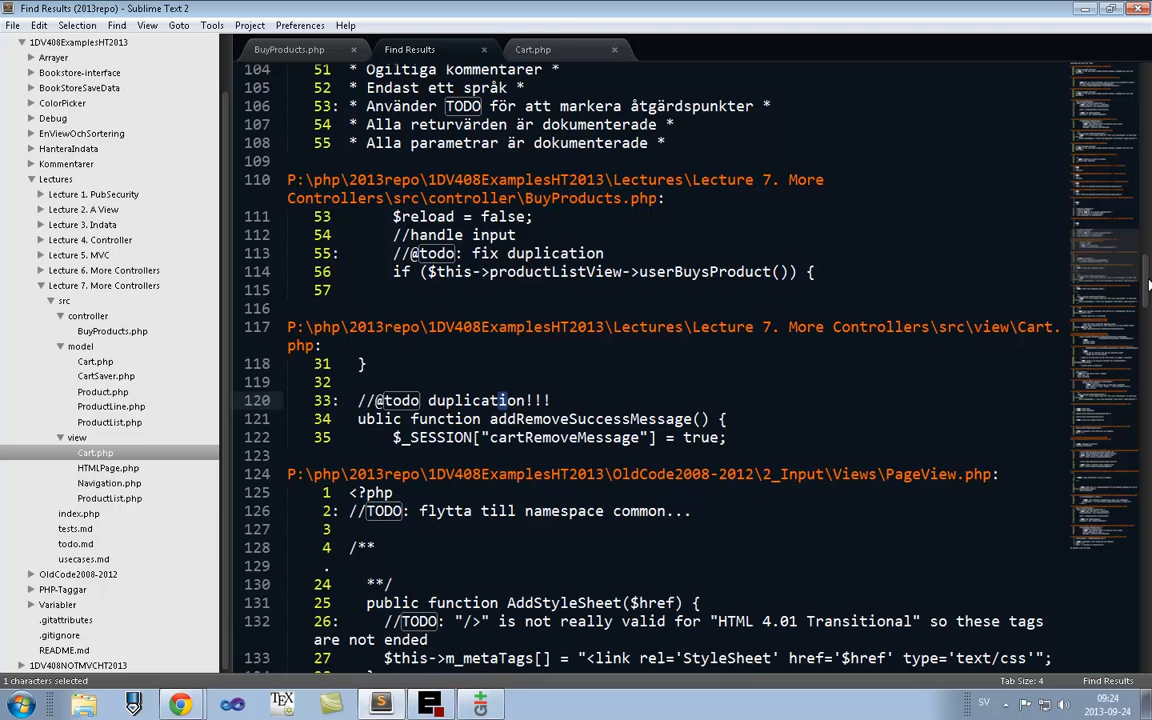 Find Results (2013repo) - Sublime Text 2
File Edit Selection Find View Goto Tools Project Preferences Help
BuyProducts.php × Find Results × Cart.php ×
1DV408ExamplesHT2013
Arrayer
Bookstore-interface
BookStoreSaveData
ColorPicker
Debug
EnViewOchSortering
HanteraIndata
Kommentarer
Lectures
Lecture 1. PubSecurity
Lecture 2. A View
Lecture 3. Indata
Lecture 4. Controller
Lecture 5. MVC
Lecture 6. More Controllers
Lecture 7. More Controllers
src
controller
BuyProducts.php
model
Cart.php
CartSaver.php
Product.php
ProductLine.php
ProductList.php
view
Cart.php
HTMLPage.php
Navigation.php
ProductList.php
index.php
tests.md
todo.md
usecases.md
OldCode2008-2012
PHP-Taggar
Variabler
.gitattributes
.gitignore
README.md
1DV408NOTMVCHT2013
104 51 * Ogiltiga kommentarer *
105 52 * Endast ett språk *
106 53: * Använder TODO för att markera åtgärdspunkter *
107 54 * Alla returvärden är dokumenterade *
108 55 * Alla parametrar är dokumenterade *
109
110 P:\php\2013repo\1DV408ExamplesHT2013\Lectures\Lecture 7. More
Controllers\src\controller\BuyProducts.php:
111 53 $reload = false;
112 54 //handle input
113 55: //@todo: fix duplication
114 56 if ($this->productListView->userBuysProduct()) {
115 57
116
117 P:\php\2013repo\1DV408ExamplesHT2013\Lectures\Lecture 7. More Controllers\src\view\Cart.
php:
118 31 }
119 32
120 33: //@todo duplication!!!
121 34 ublic function addRemoveSuccessMessage() {
122 35 $_SESSION["cartRemoveMessage"] = true;
123
124 P:\php\2013repo\1DV408ExamplesHT2013\OldCode2008-2012\2_Input\Views\PageView.php:
125 1 <?php
126 2: //TODO: flytta till namespace common...
127 3
128 4 /**
129 .
130 24 **/
131 25 public function AddStyleSheet($href) {
132 26: //TODO: "/>" is not really valid for "HTML 4.01 Transitional" so these tags
are not ended
133 27 $this->m_metaTags[] = "<link rel='StyleSheet' href='$href' type='text/css'";
1 characters selected Tab Size: 4 Find Results
SV 09:24
2013-09-24